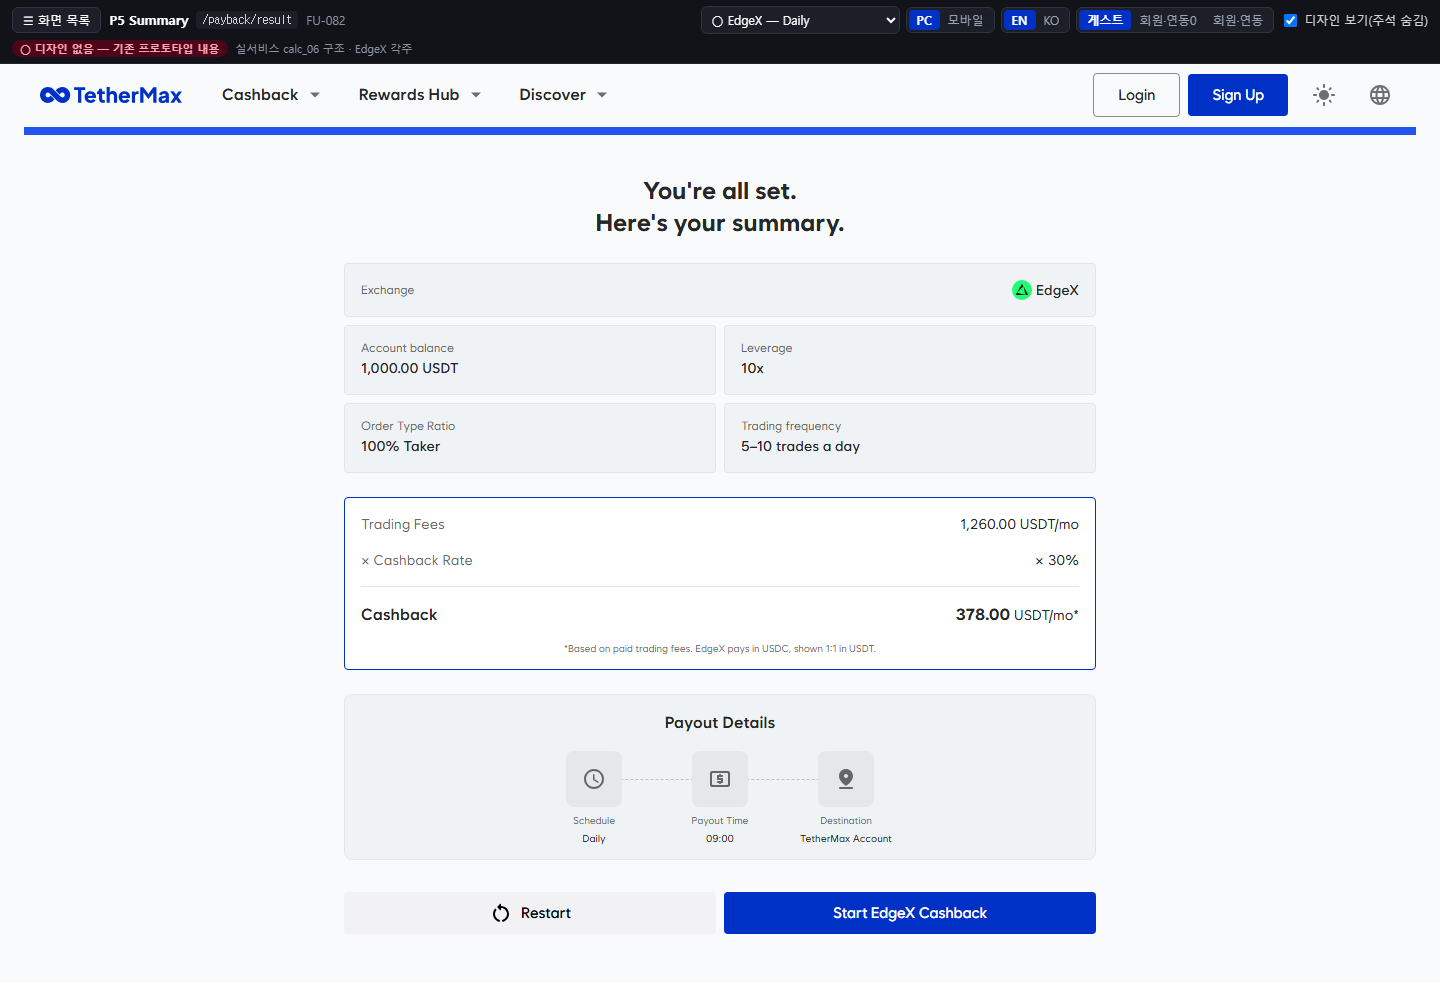 ☰ 화면 목록 P5 Summary /payback/result FU-082
○ EdgeX — Daily PC 모바일 EN KO 게스트 회원·연동0 회원·연동 디자인 보기(주석 숨김)
○ 디자인 없음 — 기존 프로토타입 내용 실서비스 calc_06 구조 · EdgeX 각주
TetherMax Cashback Rewards Hub Discover Login Sign Up
You're all set.
Here's your summary.
Exchange EdgeX
Account balance
1,000.00 USDT
Leverage
10x
Order Type Ratio
100% Taker
Trading frequency
5–10 trades a day
Trading Fees 1,260.00 USDT/mo
× Cashback Rate × 30%
Cashback 378.00 USDT/mo*
*Based on paid trading fees. EdgeX pays in USDC, shown 1:1 in USDT.
Payout Details
Schedule
Daily
Payout Time
09:00
Destination
TetherMax Account
Restart Start EdgeX Cashback